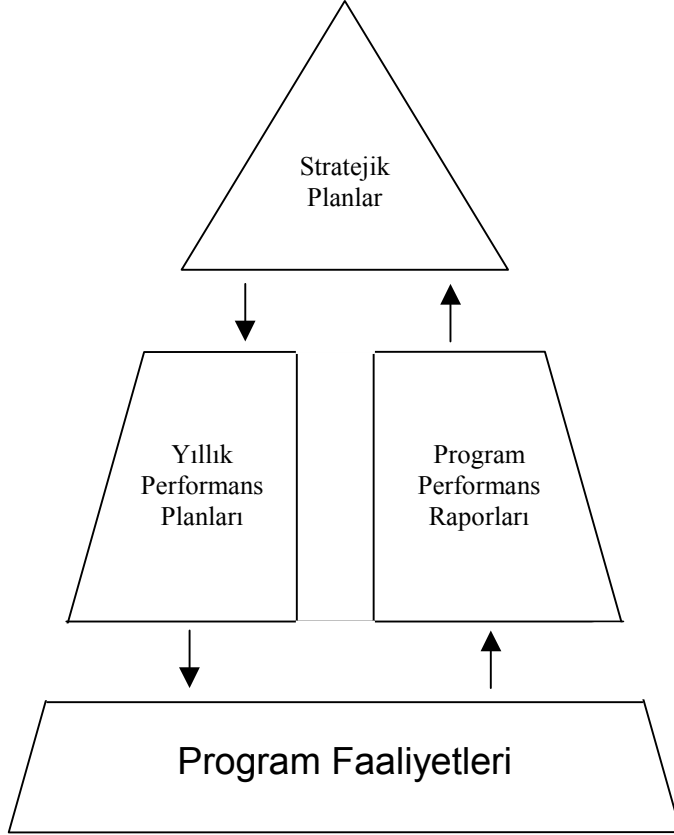 Stratejik
Planlar
Yıllık
Performans
Planları
Program
Performans
Raporları
Program Faaliyetleri